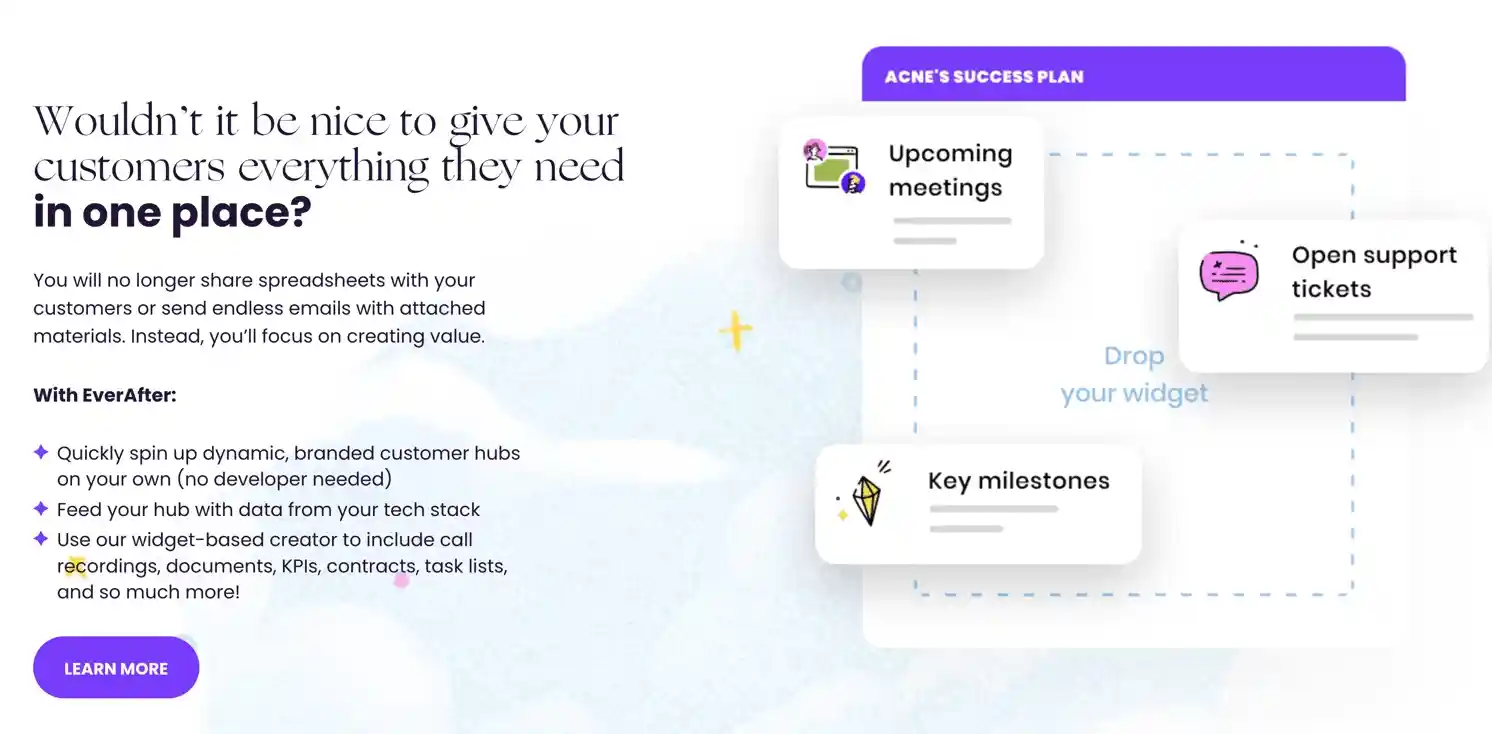 Wouldn’t it be nice to give your
customers everything they need
in one place?
You will no longer share spreadsheets with your
customers or send endless emails with attached
materials. Instead, you’ll focus on creating value.
With EverAfter:
Quickly spin up dynamic, branded customer hubs
on your own (no developer needed)
Feed your hub with data from your tech stack
Use our widget-based creator to include call
recordings, documents, KPIs, contracts, task lists,
and so much more!
LEARN MORE
ACNE'S SUCCESS PLAN
Upcoming
meetings
Open support
tickets
Drop
your widget
Key milestones